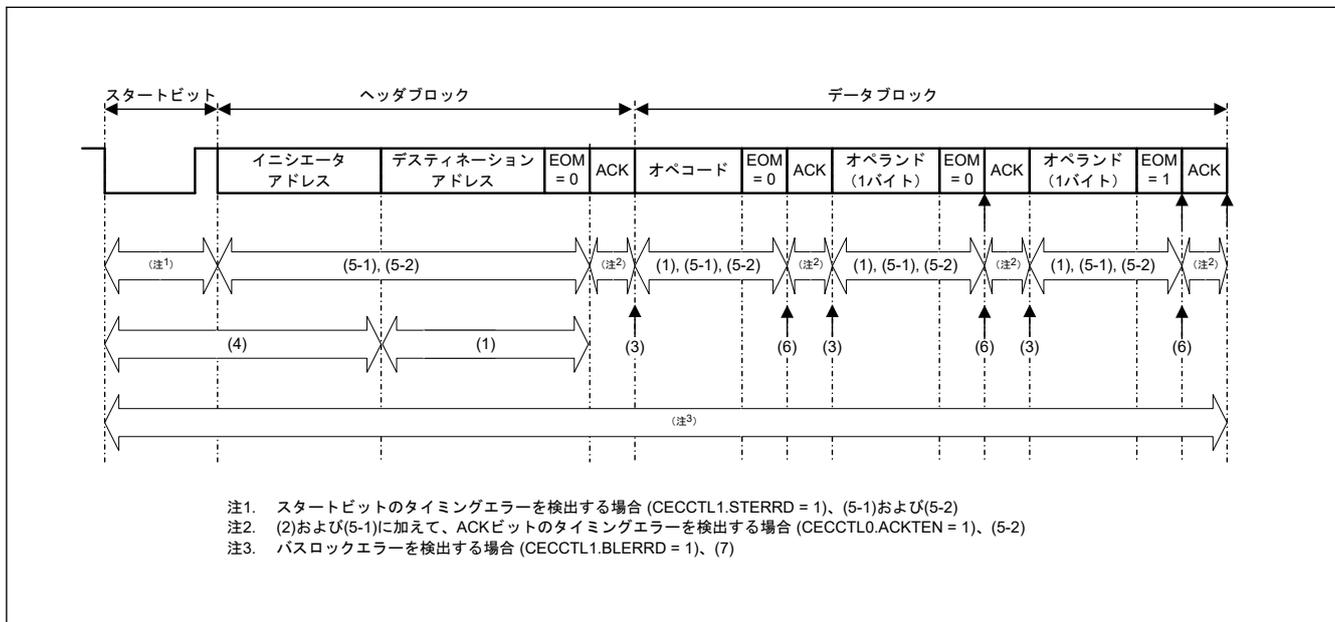 スタートビット ヘッダブロック データブロック
イニシエータ
アドレス
デスティネーション
アドレス
EOM
= 0
ACK
オペコード
EOM
= 0
ACK
オペランド
(1バイト)
EOM
= 0
ACK
オペランド
(1バイト)
EOM
= 1
ACK
(注1) (5-1), (5-2) (注2) (1), (5-1), (5-2) (注2) (1), (5-1), (5-2) (注2) (1), (5-1), (5-2) (注2)
(4) (1) (3) (6) (3) (6) (3) (6)
(注3)
注1. スタートビットのタイミングエラーを検出する場合 (CECCTL1.STERRD = 1)、(5-1)および(5-2)
注2. (2)および(5-1)に加えて、ACKビットのタイミングエラーを検出する場合 (CECCTL0.ACKTEN = 1)、(5-2)
注3. バスロックエラーを検出する場合 (CECCTL1.BLERRD = 1)、(7)